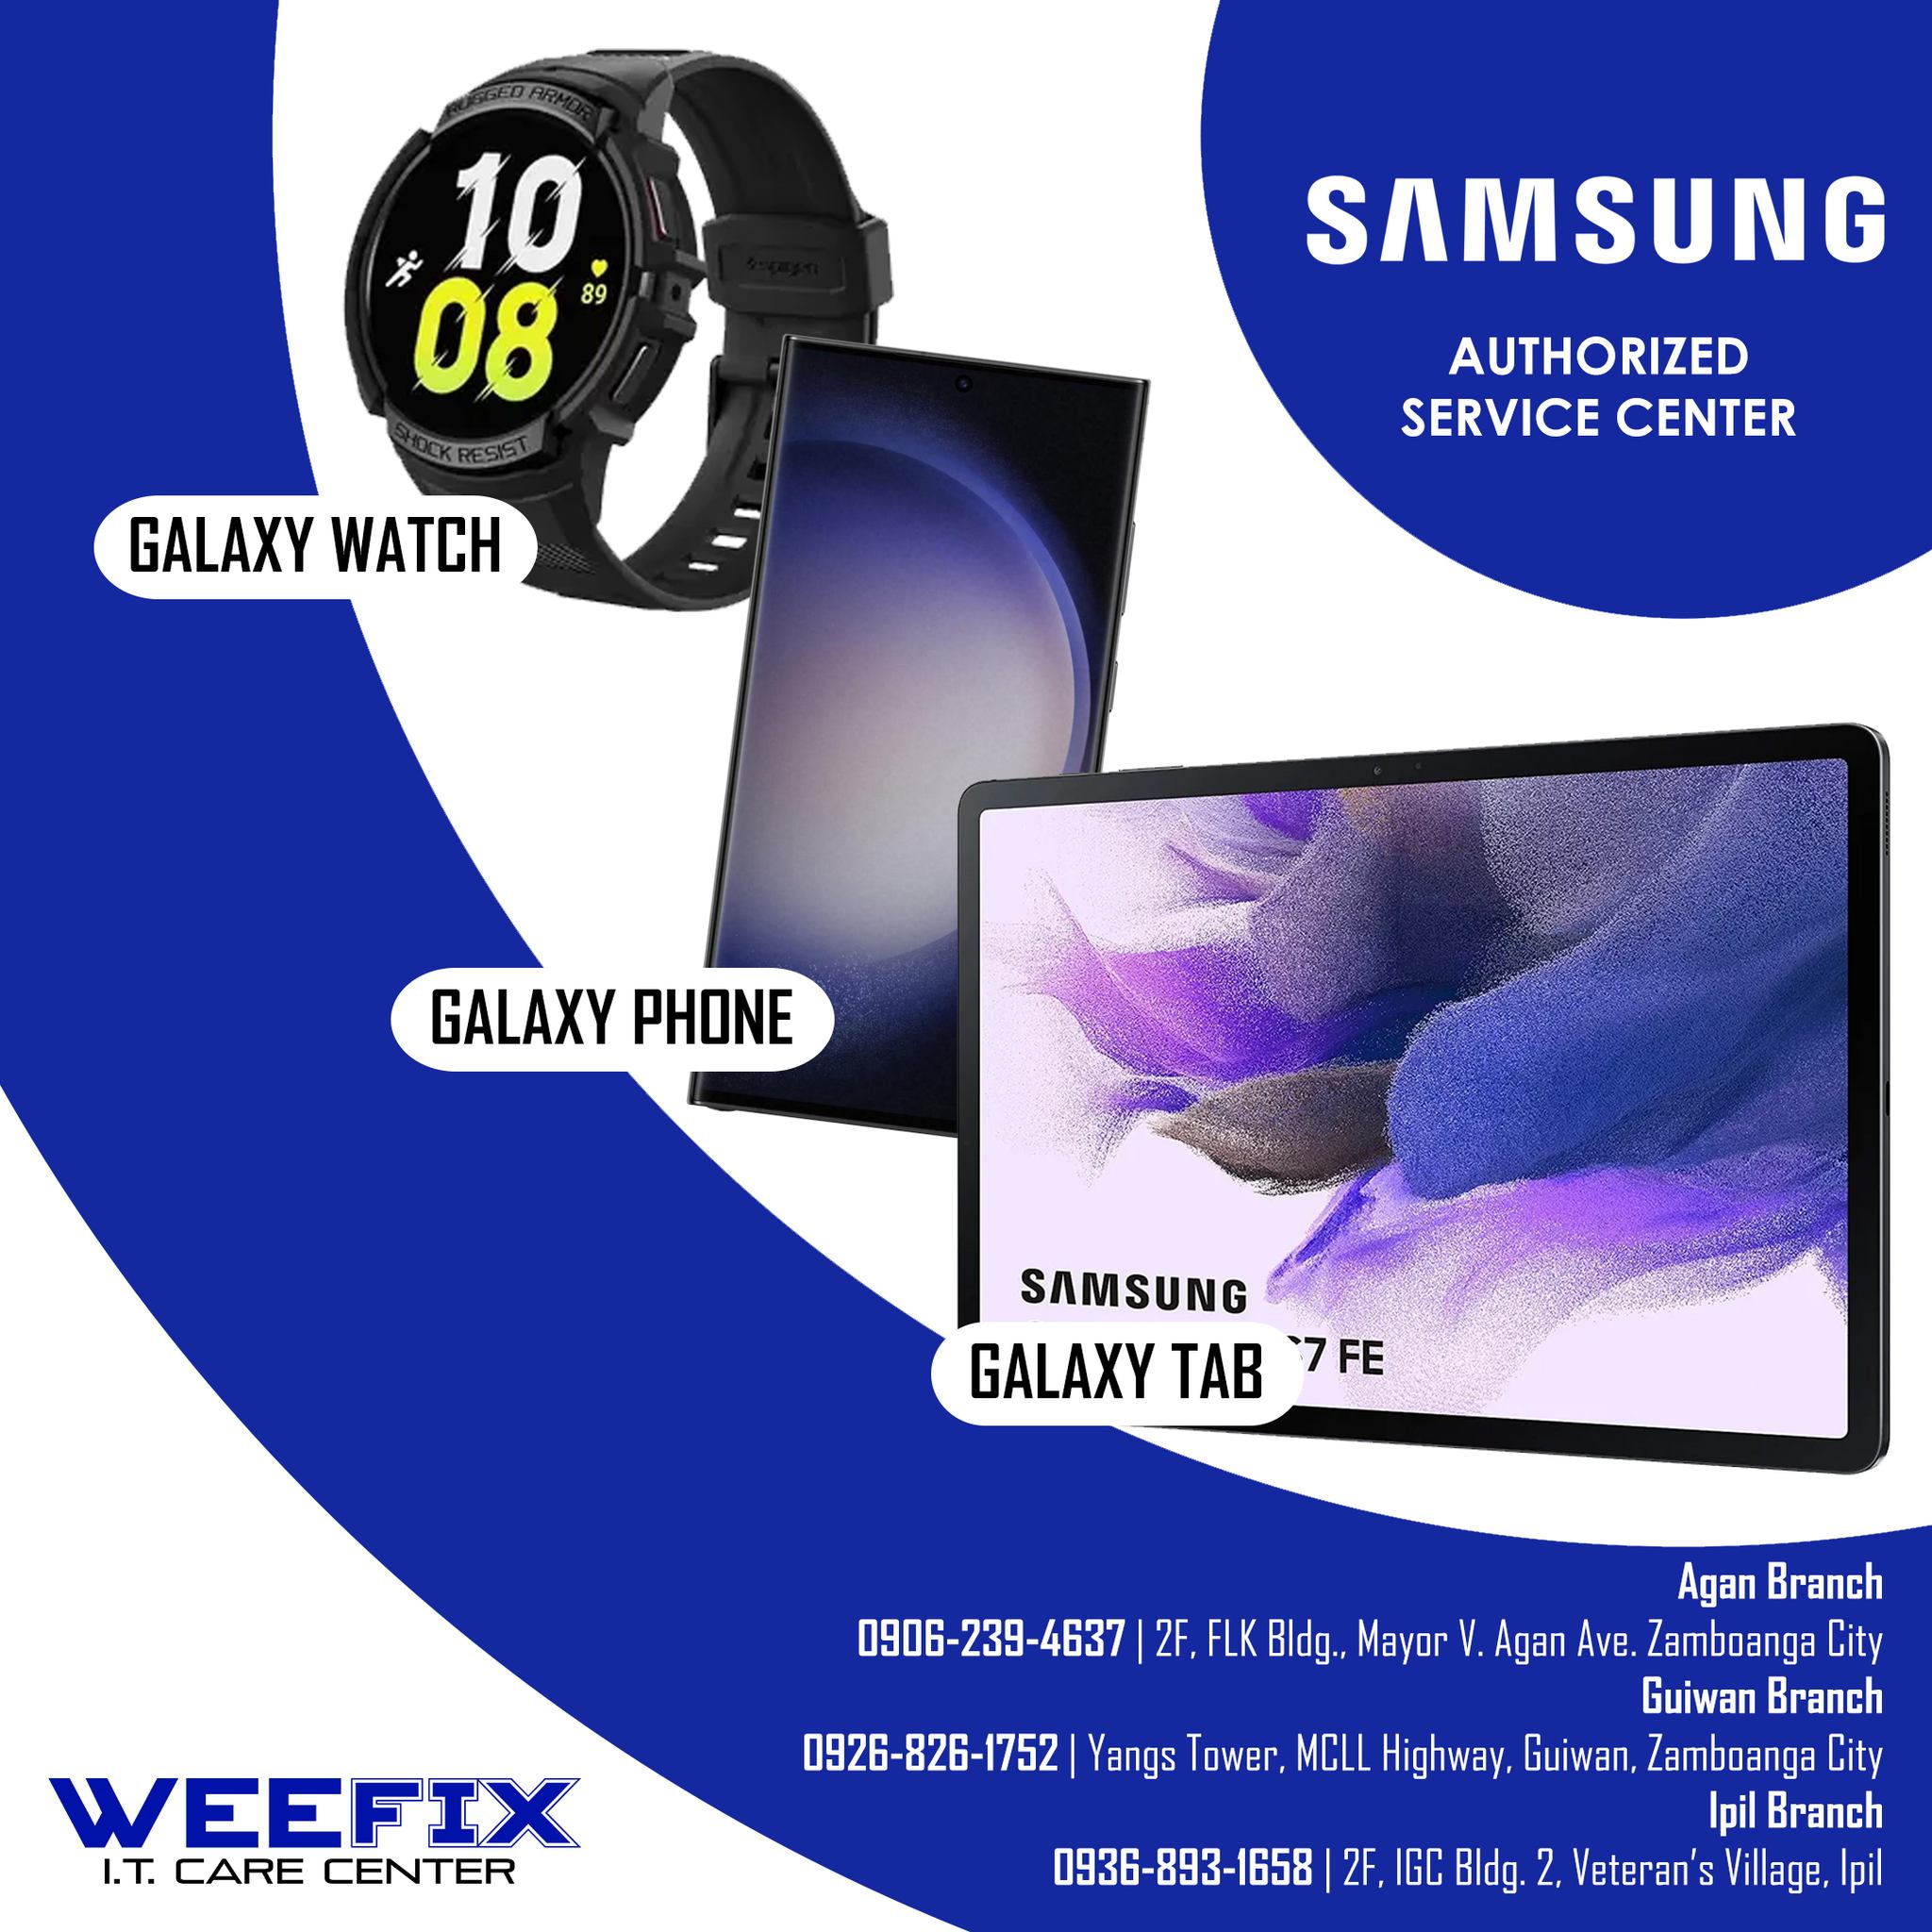 RUGGED ARMOR
10
08
89
SHOCK RESIST
spigen
SAMSUNG
AUTHORIZED
SERVICE CENTER
GALAXY WATCH
GALAXY PHONE
SAMSUNG
S7 FE
GALAXY TAB
Agan Branch
0906-239-4637 | 2F, FLK Bldg., Mayor V. Agan Ave. Zamboanga City
Guiwan Branch
0926-826-1752 | Yangs Tower, MCLL Highway, Guiwan, Zamboanga City
Ipil Branch
0936-893-1658 | 2F, IGC Bldg. 2, Veteran's Village, Ipil
WEEFIX
I.T. CARE CENTER